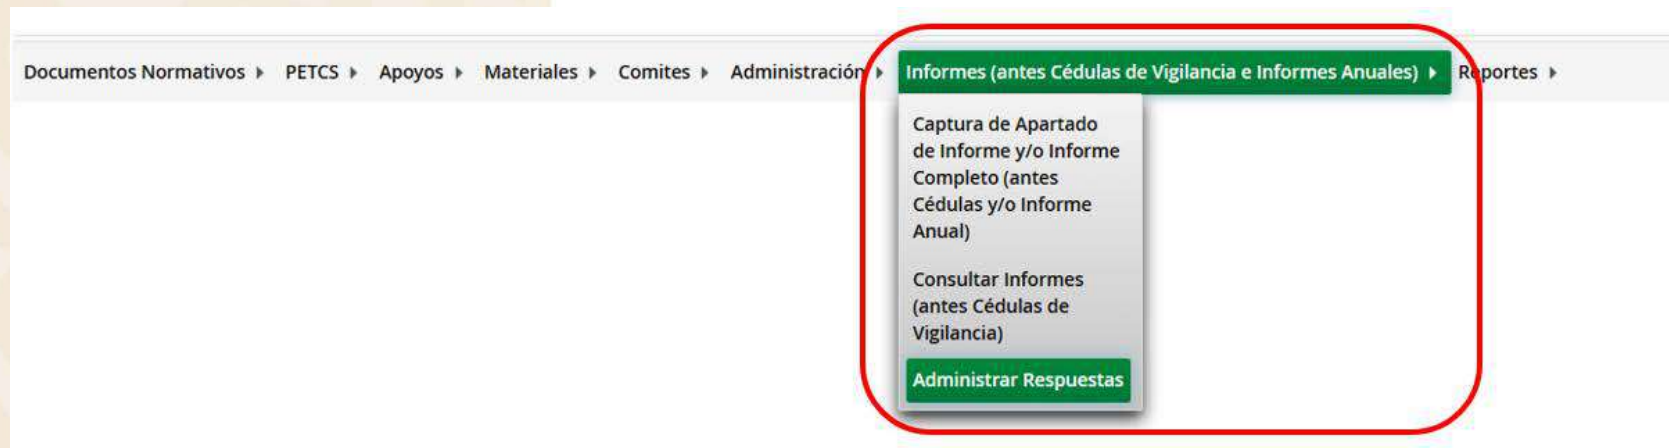 Documentos Normativos PETCS Apoyos Materiales Comites Administración Informes (antes Cédulas de Vigilancia e Informes Anuales) Reportes
Captura de Apartado
de Informe y/o Informe
Completo (antes
Cédulas y/o Informe
Anual)
Consultar Informes
(antes Cédulas de
Vigilancia)
Administrar Respuestas